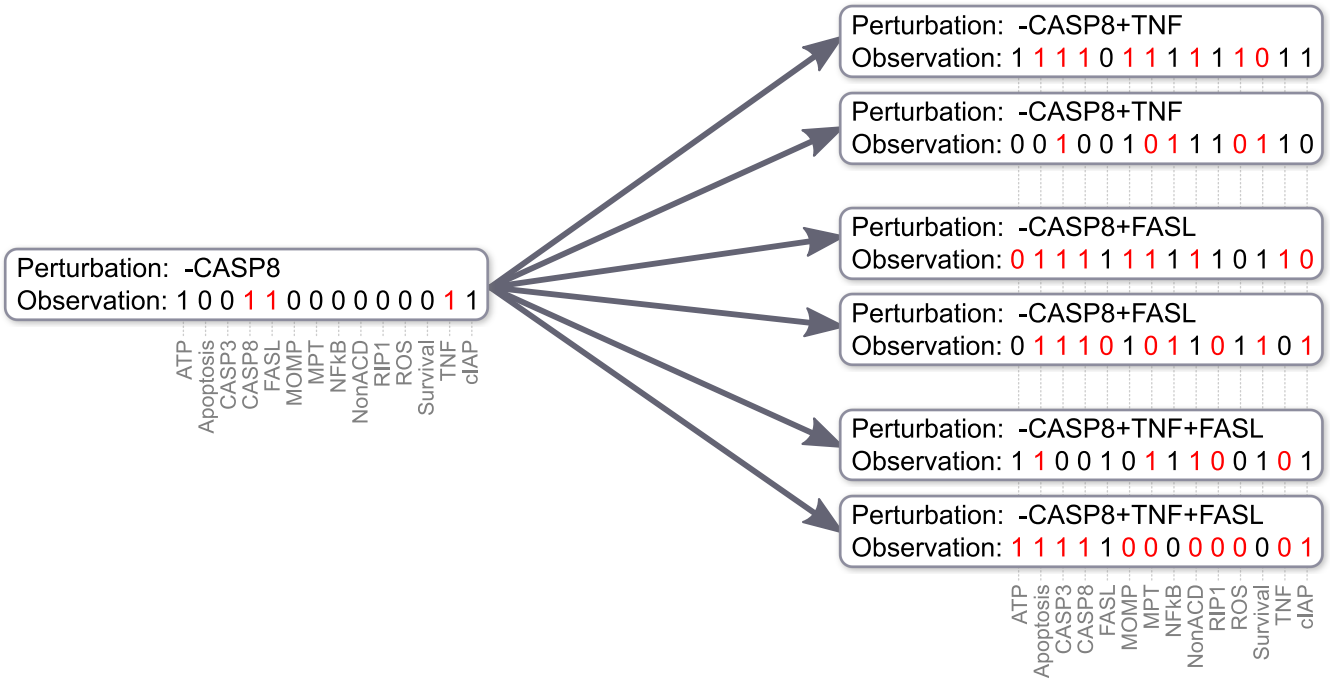 Perturbation: -CASP8+TNF
Observation: 1 1 1 1 0 1 1 1 1 1 1 0 1 1
Perturbation: -CASP8+TNF
Observation: 0 0 1 0 0 1 0 1 1 1 0 1 1 0
Perturbation: -CASP8+FASL
Observation: 0 1 1 1 1 1 1 1 1 1 0 1 1 0
Perturbation: -CASP8
Observation: 1 0 0 1 1 0 0 0 0 0 0 0 1 1
ATP
Apoptosis
CASP3
CASP8
FASL
MOMP
MPT
NFkB
NonACD
RIP1
ROS
Survival
TNF
cIAP
Perturbation: -CASP8+FASL
Observation: 0 1 1 1 0 1 0 1 1 0 1 1 0 1
Perturbation: -CASP8+TNF+FASL
Observation: 1 1 0 0 1 0 1 1 1 0 0 1 0 1
Perturbation: -CASP8+TNF+FASL
Observation: 1 1 1 1 1 0 0 0 0 0 0 0 0 1
ATP
Apoptosis
CASP3
CASP8
FASL
MOMP
MPT
NFkB
NonACD
RIP1
ROS
Survival
TNF
cIAP